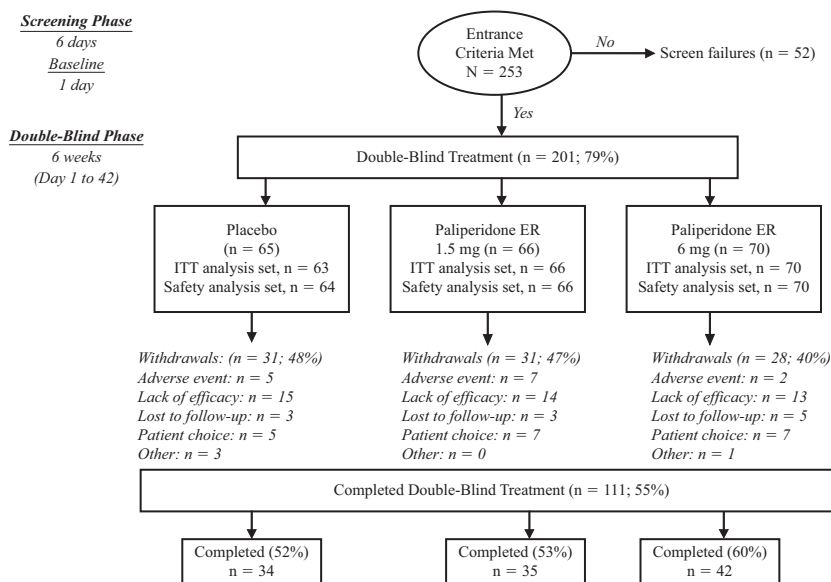 Screening Phase
6 days
Baseline
1 day
Entrance
Criteria Met
N = 253
No
Screen failures (n = 52)
Yes
Double-Blind Phase
6 weeks
(Day 1 to 42)
Double-Blind Treatment (n = 201; 79%)
Placebo
(n = 65)
ITT analysis set, n = 63
Safety analysis set, n = 64
Paliperidone ER
1.5 mg (n = 66)
ITT analysis set, n = 66
Safety analysis set, n = 66
Paliperidone ER
6 mg (n = 70)
ITT analysis set, n = 70
Safety analysis set, n = 70
Withdrawals: (n = 31; 48%)
Adverse event: n = 5
Lack of efficacy: n = 15
Lost to follow-up: n = 3
Patient choice: n = 5
Other: n = 3
Withdrawals (n = 31; 47%)
Adverse event: n = 7
Lack of efficacy: n = 14
Lost to follow-up: n = 3
Patient choice: n = 7
Other: n = 0
Withdrawals (n = 28; 40%)
Adverse event: n = 2
Lack of efficacy: n = 13
Lost to follow-up: n = 5
Patient choice: n = 7
Other: n = 1
Completed Double-Blind Treatment (n = 111; 55%)
Completed (52%)
n = 34
Completed (53%)
n = 35
Completed (60%)
n = 42